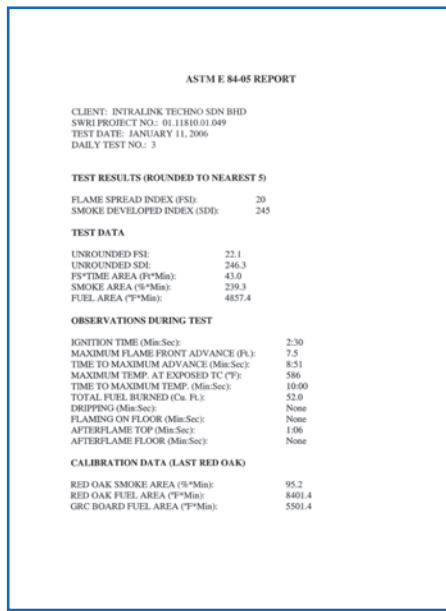 ASTM E 84-05 REPORT
CLIENT: INTRALINK TECHNO SDN BHD
SWRI PROJECT NO.: 01.11810.01.049
TEST DATE: JANUARY 11, 2006
DAILY TEST NO.: 3
TEST RESULTS (ROUNDED TO NEAREST 5)
FLAME SPREAD INDEX (FSI): 20
SMOKE DEVELOPED INDEX (SDI): 245
TEST DATA
UNROUNDED FSI: 22.1
UNROUNDED SDI: 246.3
FS*TIME AREA (Ft*Min): 43.0
SMOKE AREA (%*Min): 239.3
FUEL AREA (°F*Min): 4857.4
OBSERVATIONS DURING TEST
IGNITION TIME (Min:Sec): 2:30
MAXIMUM FLAME FRONT ADVANCE (Ft.): 7.5
TIME TO MAXIMUM ADVANCE (Min:Sec): 8:51
MAXIMUM TEMP. AT EXPOSED TC (°F): 586
TIME TO MAXIMUM TEMP. (Min:Sec): 10:00
TOTAL FUEL BURNED (Cu. Ft.): 52.0
DRIPPING (Min:Sec): None
FLAMING ON FLOOR (Min:Sec): None
AFTERFLAME TOP (Min:Sec): 1:06
AFTERFLAME FLOOR (Min:Sec): None
CALIBRATION DATA (LAST RED OAK)
RED OAK SMOKE AREA (%*Min): 95.2
RED OAK FUEL AREA (°F*Min): 8401.4
GRC BOARD FUEL AREA (°F*Min): 5501.4